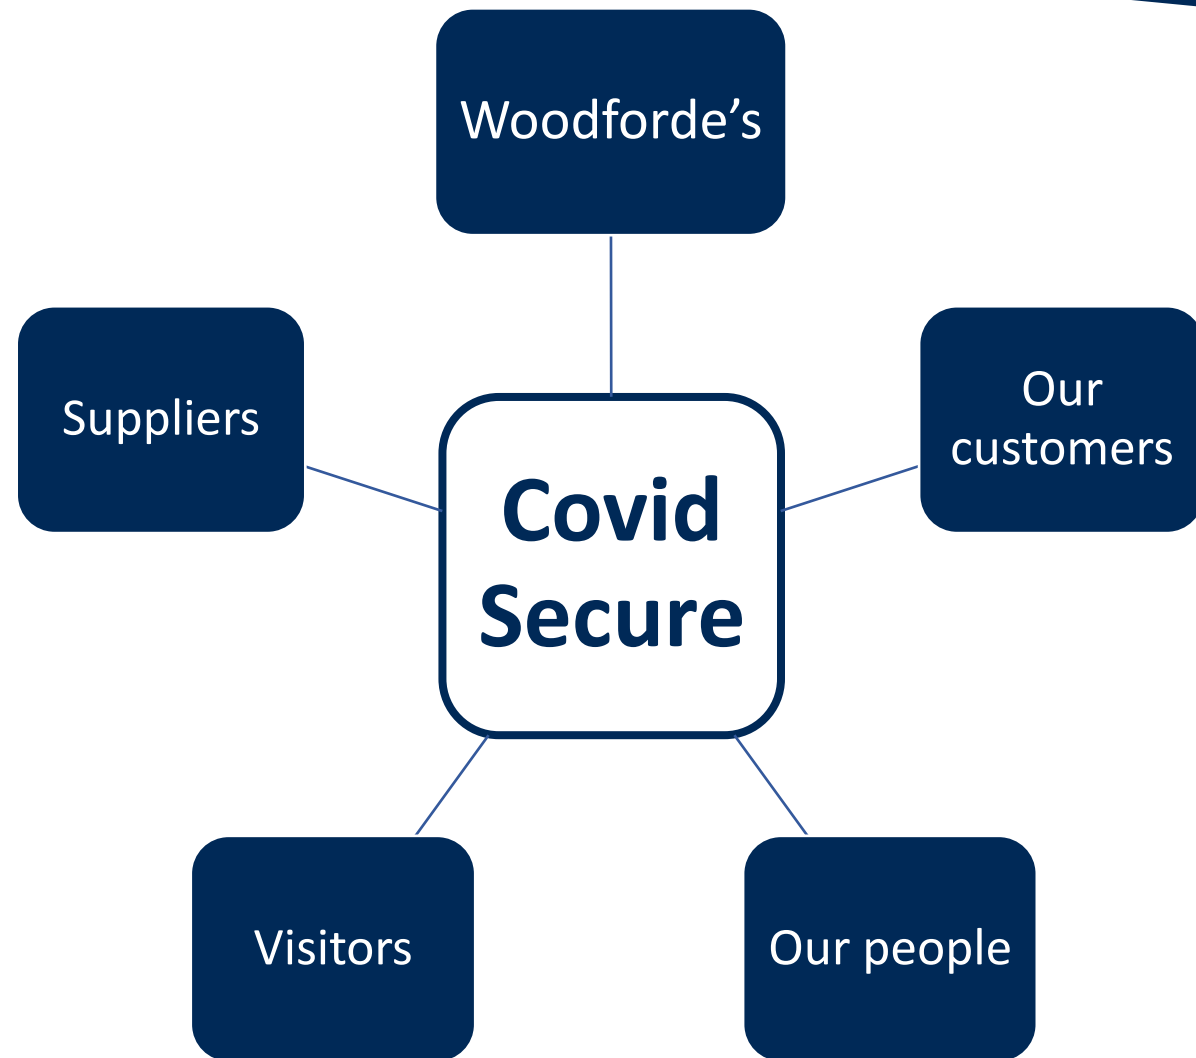 Woodforde’s
Suppliers
Our
customers
Covid
Secure
Visitors
Our people